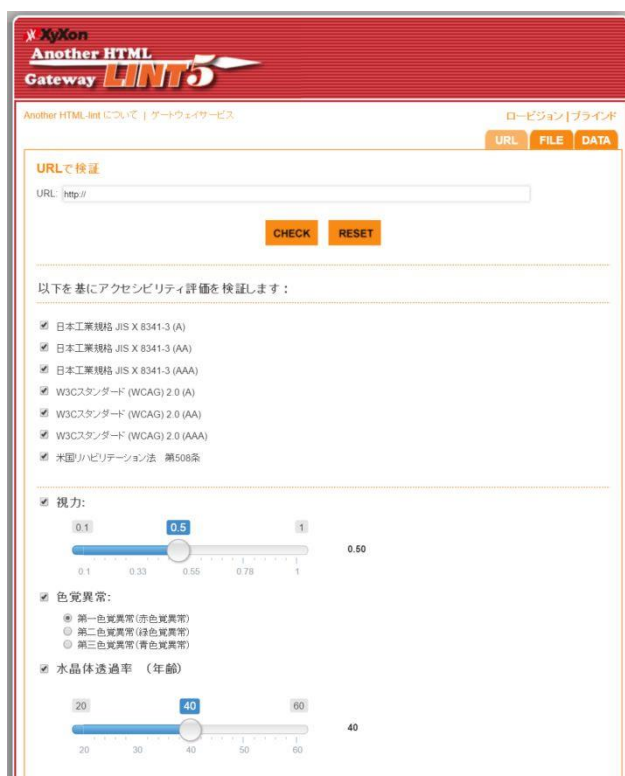 XyXon
Another HTML
Gateway LINT5
Another HTML-lint について | ゲートウェイサービス
ロービジョン | ブラインド
URL FILE DATA
URLで検証
URL: http://
CHECK RESET
以下を基にアクセシビリティ評価を検証します：
日本工業規格 JIS X 8341-3 (A)
日本工業規格 JIS X 8341-3 (AA)
日本工業規格 JIS X 8341-3 (AAA)
W3Cスタンダード (WCAG) 2.0 (A)
W3Cスタンダード (WCAG) 2.0 (AA)
W3Cスタンダード (WCAG) 2.0 (AAA)
米国リハビリテーション法　第508条
視力:
0.1 0.5 1
0.50
0.1 0.33 0.55 0.78 1
色覚異常:
第一色覚異常(赤色覚異常)
第二色覚異常(緑色覚異常)
第三色覚異常(青色覚異常)
水晶体透過率　（年齢）
20 40 60
40
20 30 40 50 60